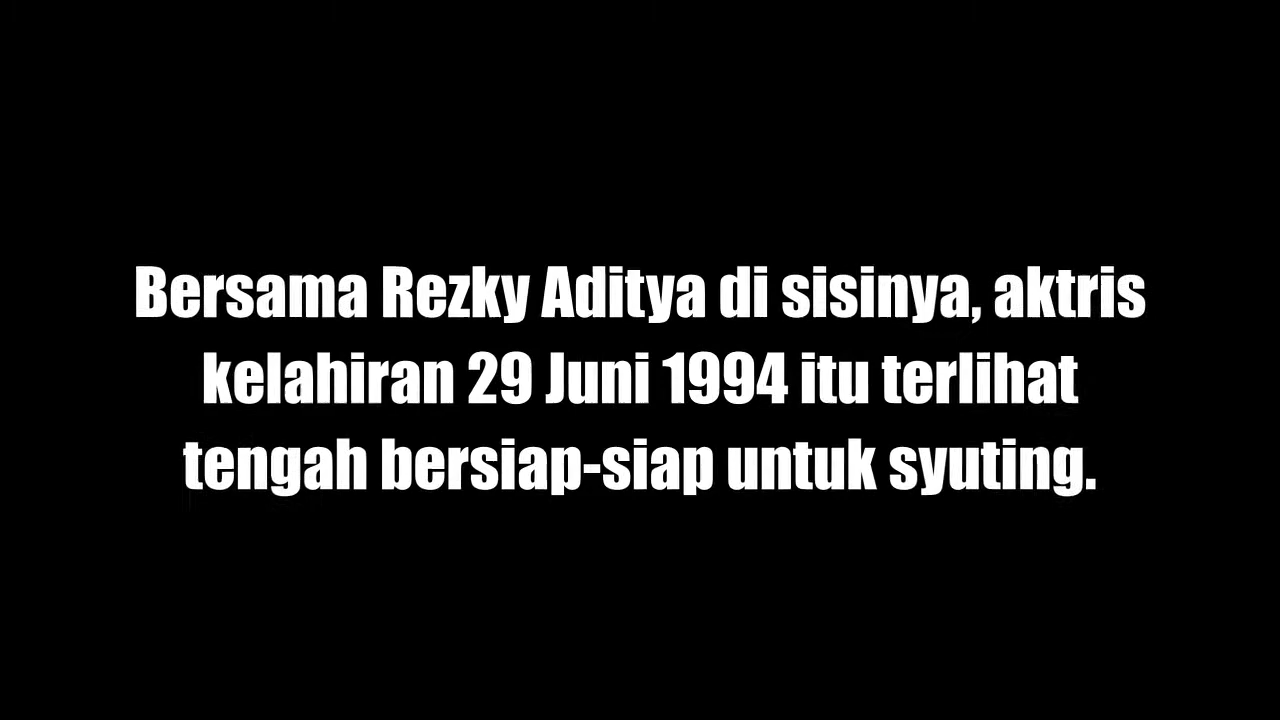 Bersama Rezky Aditya di sisinya, aktris
kelahiran 29 Juni 1994 itu terlihat
tengah bersiap-siap untuk syuting.